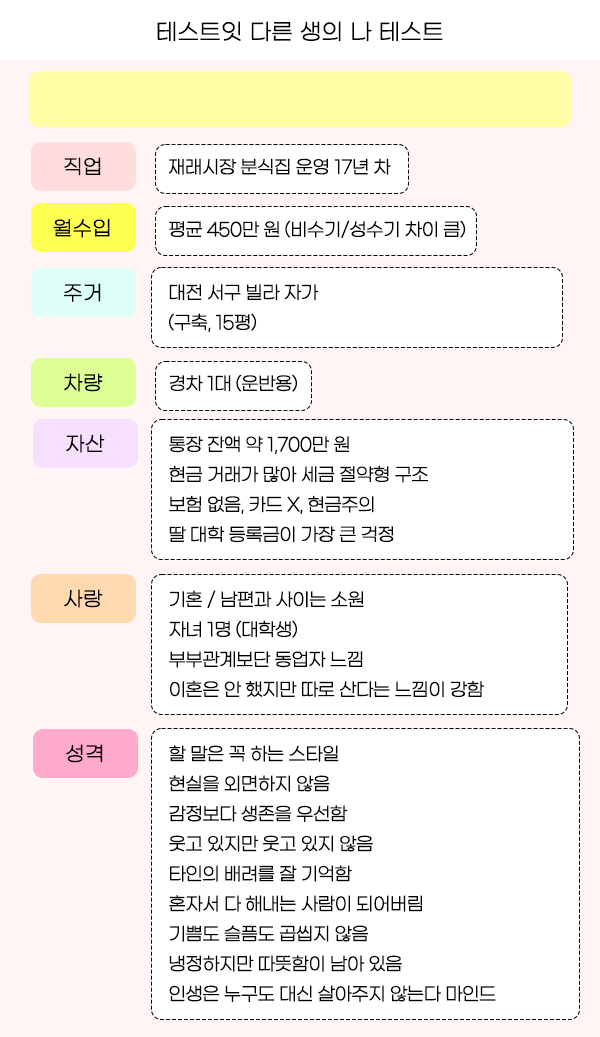 테스트잇 다른 생의 나 테스트
직업
재래시장 분식집 운영 17년 차
월수입
평균 450만 원 (비수기/성수기 차이 큼)
주거
대전 서구 빌라 자가
(구축, 15평)
차량
경차 1대 (운반용)
자산
통장 잔액 약 1,700만 원
현금 거래가 많아 세금 절약형 구조
보험 없음, 카드 X, 현금주의
딸 대학 등록금이 가장 큰 걱정
사랑
기혼 / 남편과 사이는 소원
자녀 1명 (대학생)
부부관계보단 동업자 느낌
이혼은 안 했지만 따로 산다는 느낌이 강함
성격
할 말은 꼭 하는 스타일
현실을 외면하지 않음
감정보다 생존을 우선함
웃고 있지만 웃고 있지 않음
타인의 배려를 잘 기억함
혼자서 다 해내는 사람이 되어버림
기쁨도 슬픔도 곱씹지 않음
냉정하지만 따뜻함이 남아 있음
인생은 누구도 대신 살아주지 않는다 마인드